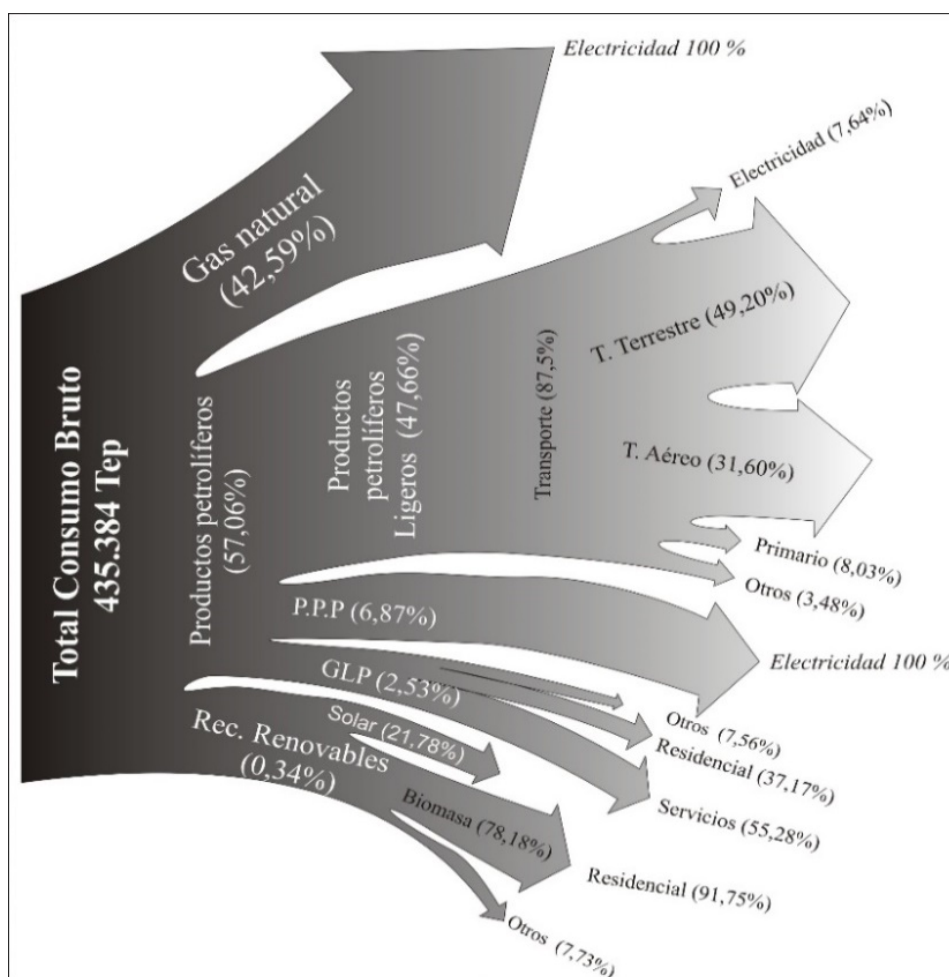 Electricidad 100 %
Electricidad (7,64%)
Gas natural
(42,59%)
T. Terrestre (49,20%)
Total Consumo Bruto
435.384 Tep
Productos petrolíferos
(57,06%)
Productos
petrolíferos
Ligeros (47,66%)
Transporte (87,5%)
T. Aéreo (31,60%)
Primario (8,03%)
Otros (3,48%)
P.P.P (6,87%)
Electricidad 100 %
GLP (2,53%)
Otros (7,56%)
Residencial (37,17%)
Servicios (55,28%)
Rec. Renovables
(0,34%)
Solar (21,78%)
Biomasa (78,18%)
Residencial (91,75%)
Otros (7,73%)